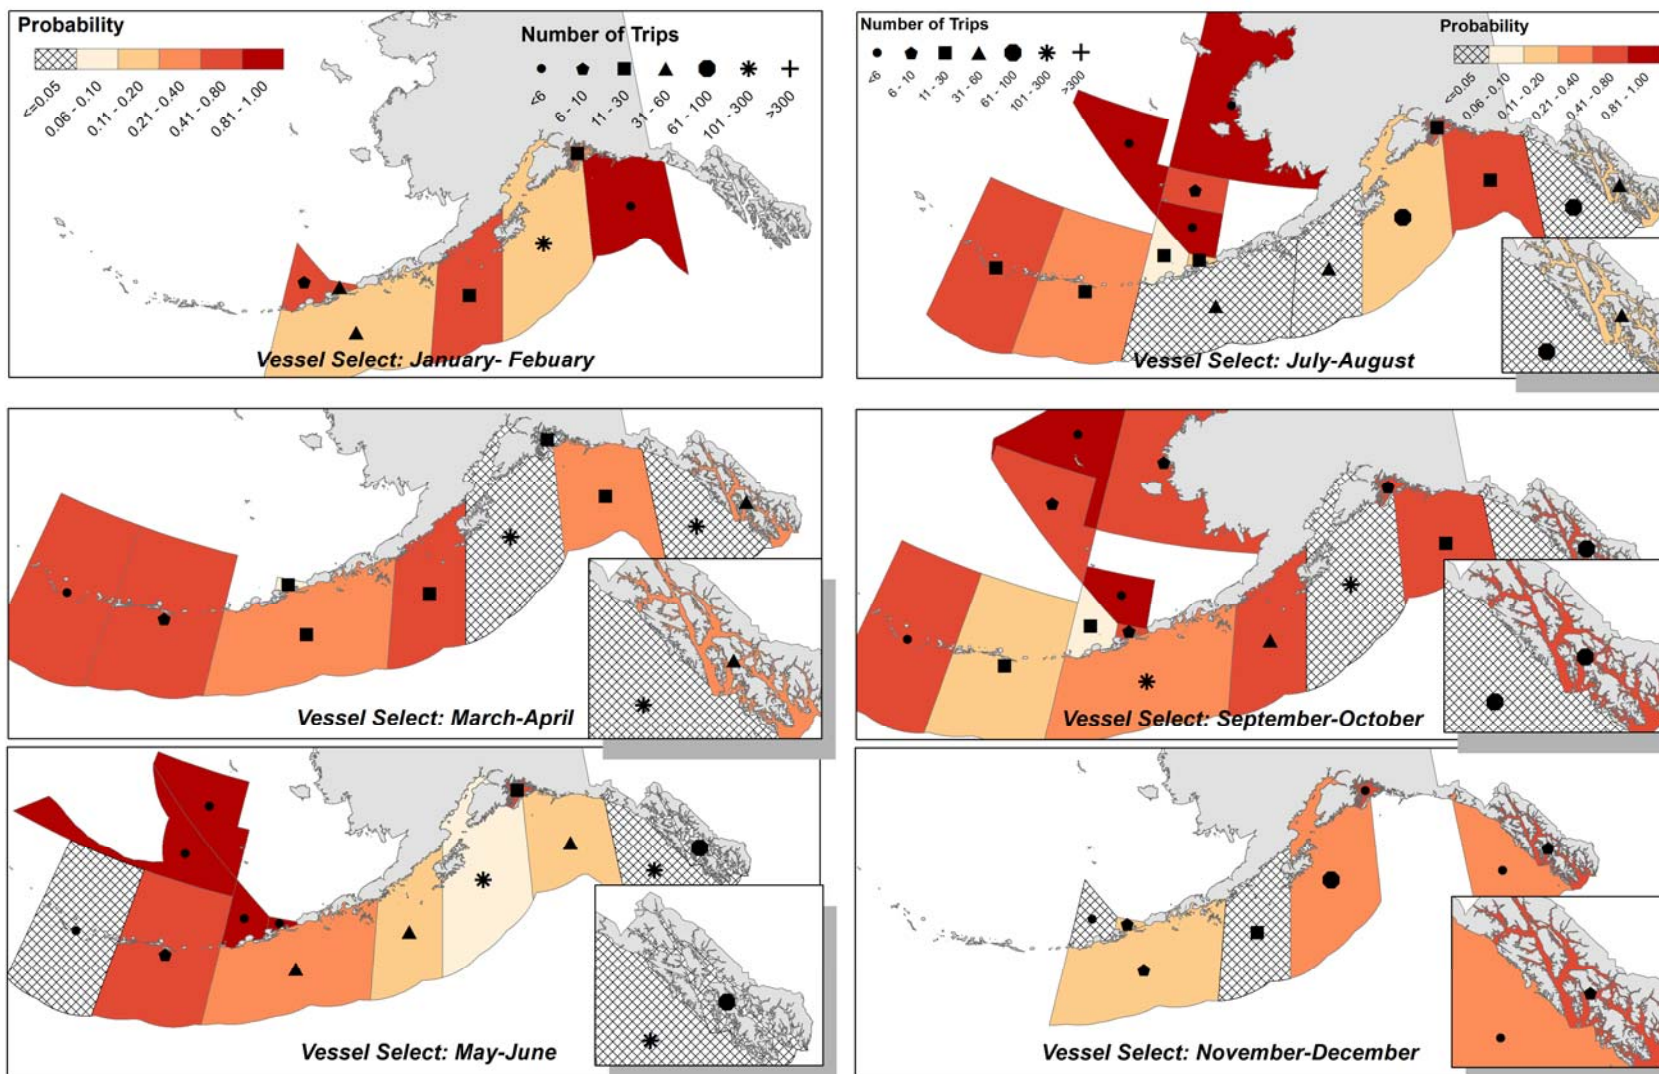 Probability
<=0.05
0.06 - 0.10
0.11 - 0.20
0.21 - 0.40
0.41 - 0.80
0.81 - 1.00
Number of Trips
<6
6 - 10
11 - 30
31 - 60
61 - 100
101 - 300
>300
Vessel Select: January- Febuary
Number of Trips
<6
6 - 10
11 - 30
31 - 60
61 - 100
101 - 300
>300
Probability
<=0.05
0.06 - 0.10
0.11 - 0.20
0.21 - 0.40
0.41 - 0.80
0.81 - 1.00
Vessel Select: July-August
Vessel Select: March-April
Vessel Select: September-October
Vessel Select: May-June
Vessel Select: November-December